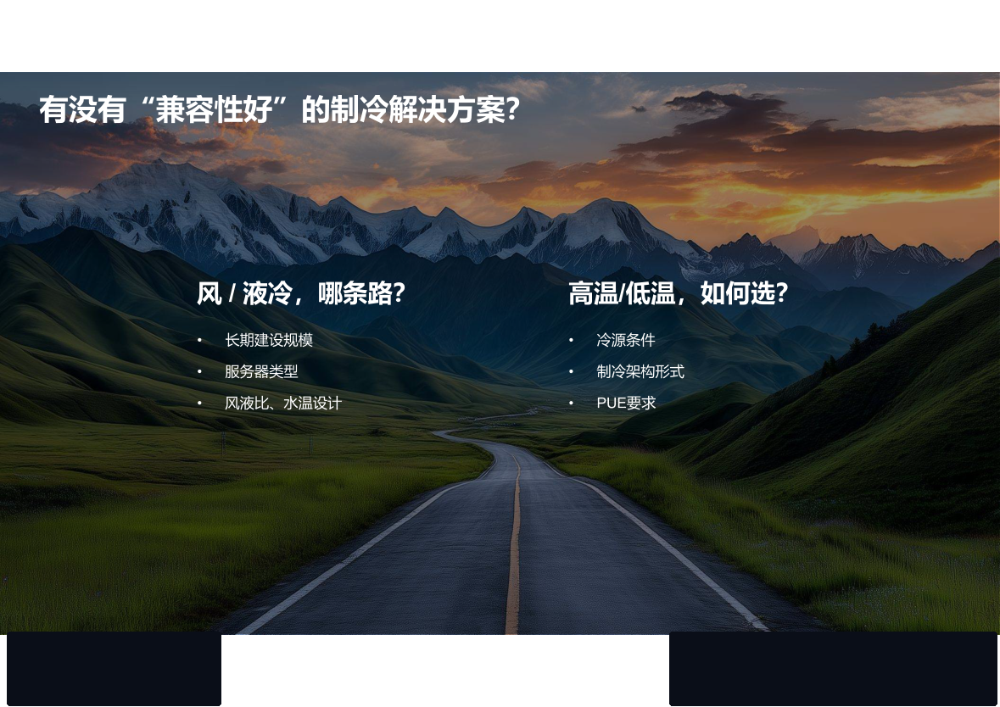 有没有“兼容性好”的制冷解决方案？
风 / 液冷，哪条路？
• 长期建设规模
• 服务器类型
• 风液比、水温设计
高温/低温，如何选？
• 冷源条件
• 制冷架构形式
• PUE要求